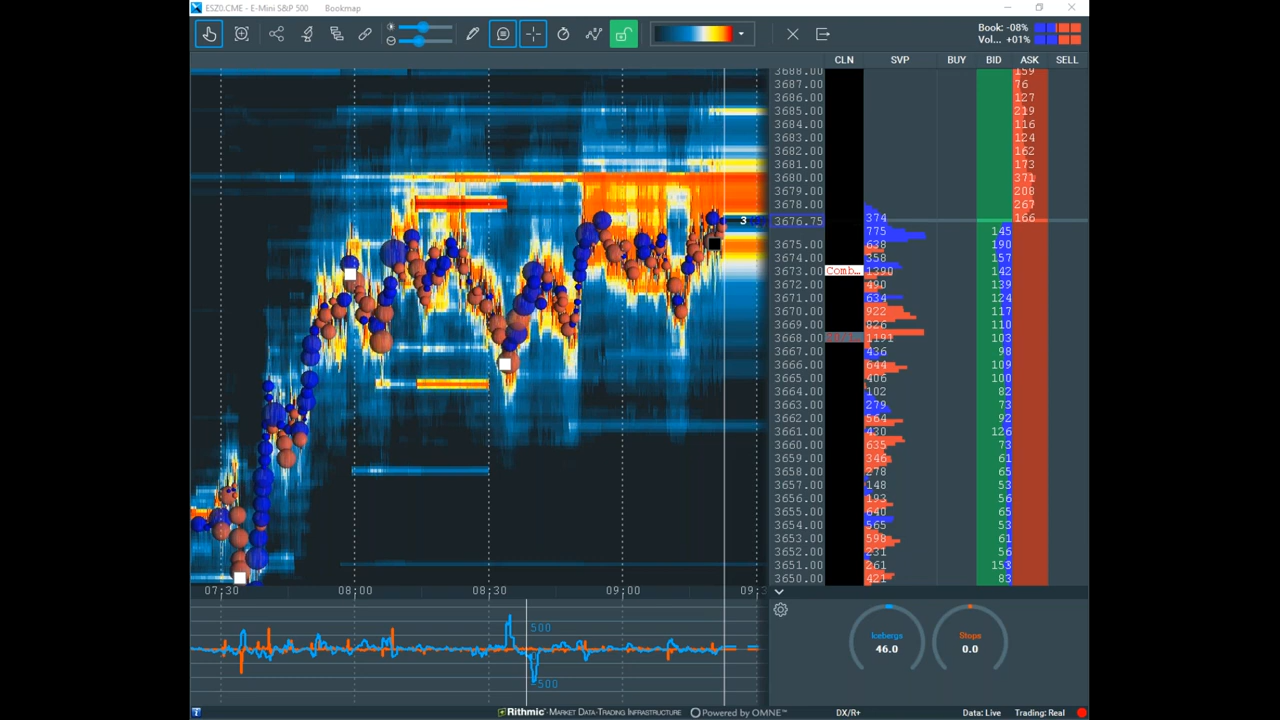 ESZ0.CME - E-Mini S&P 500 Bookmap
Book: -08%
Vol... +01%
CLN SVP BUY BID ASK SELL
3688.00 159
3687.00 76
3686.00 127
3685.00 219
3684.00 116
3683.00 124
3682.00 162
3681.00 173
3680.00 371
3679.00 208
3678.00 267
3 3676.75 374 166
775 145
3675.00 638 190
3674.00 358 157
3673.00 Comb... 1390 142
3672.00 490 139
3671.00 634 124
3670.00 922 117
3669.00 826 110
3668.00 1191 103
3667.00 436 98
3666.00 644 109
3665.00 406 100
3664.00 102 82
3663.00 279 73
3662.00 564 92
3661.00 430 126
3660.00 635 73
3659.00 346 61
3658.00 278 65
3657.00 148 53
3656.00 193 56
3655.00 640 65
3654.00 565 53
3653.00 598 61
3652.00 231 56
3651.00 261 153
3650.00 421 83
07:30 08:00 08:30 09:00 09:3
500
-500
Icebergs
46.0
Stops
0.0
Rithmic - Market Data-Trading Infrastructure Powered by OMNE™ DX/R+ Data: Live Trading: Real